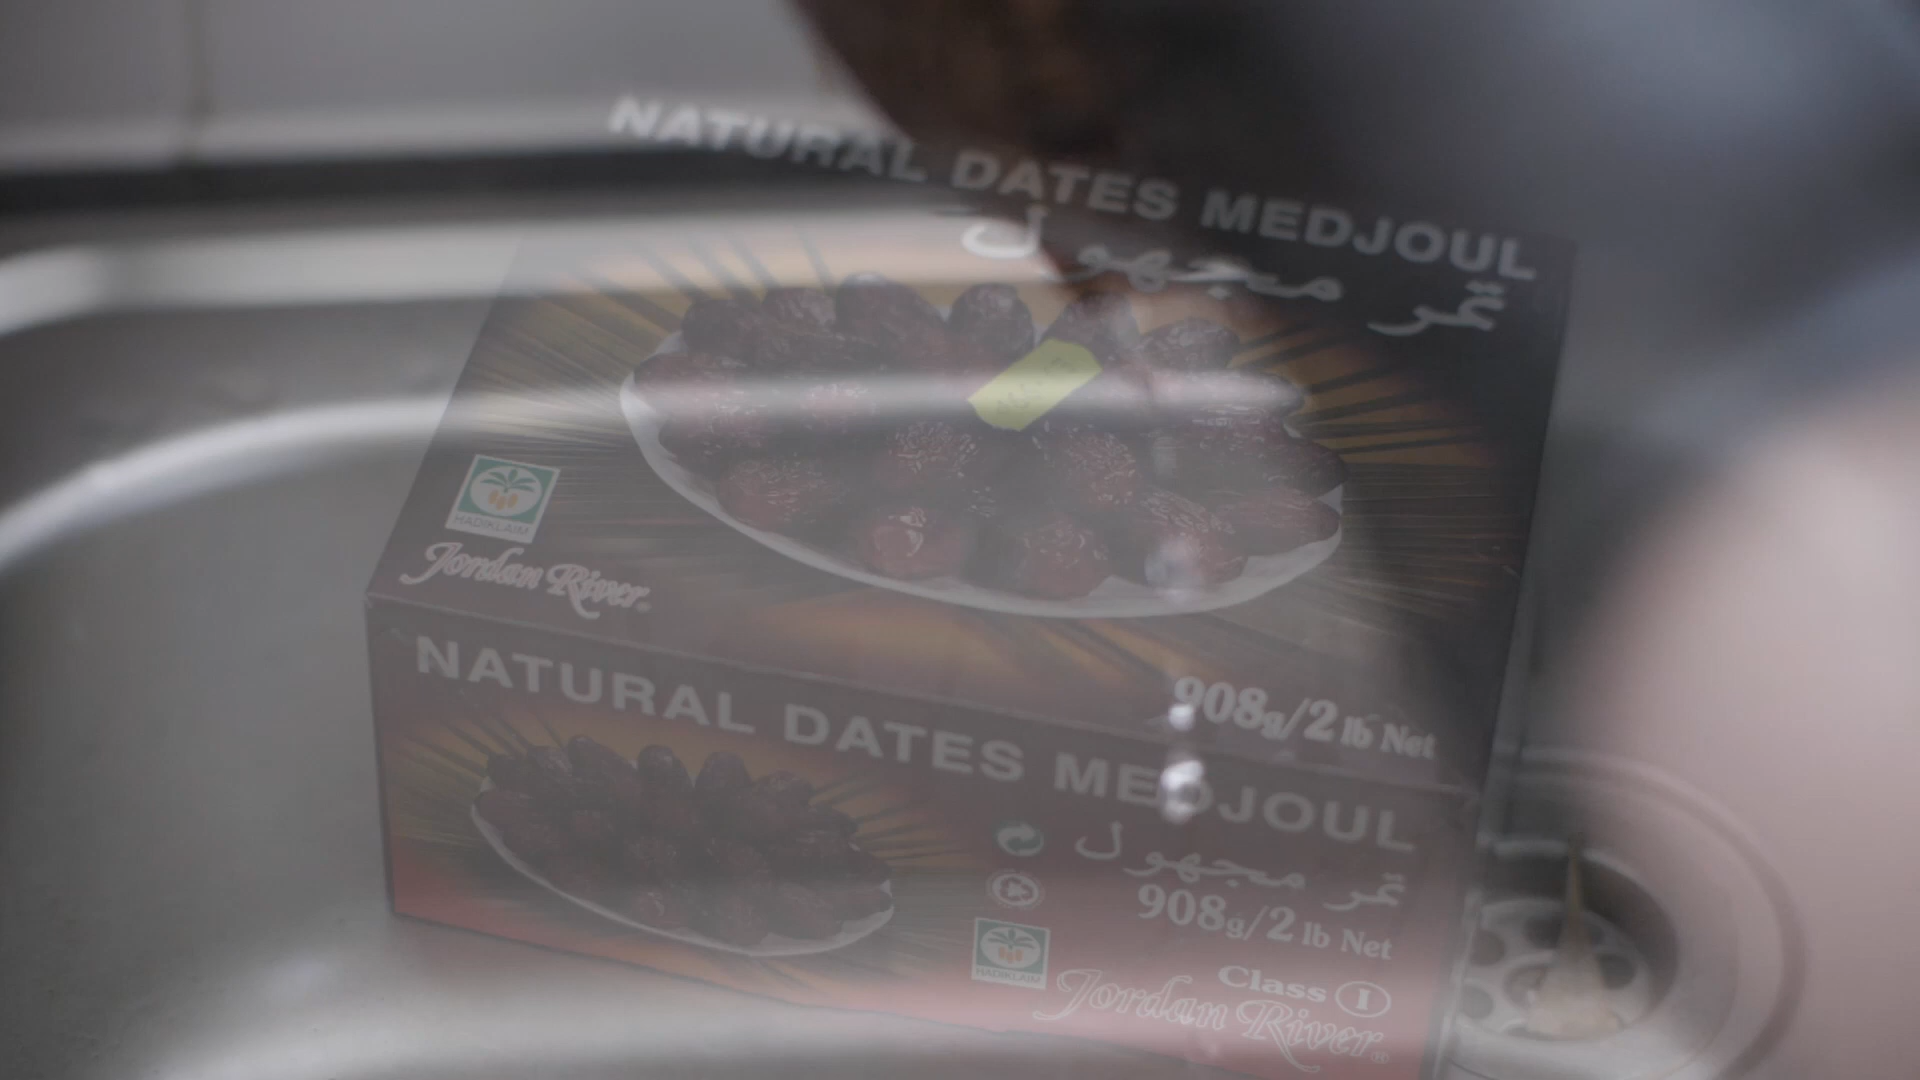 NATURAL DATES MEDJOUL
تمر مجهول
HADIKLAIM
Jordan River®
908g/2 lb Net
NATURAL DATES MEDJOUL
تمر مجهول
908g/2 lb Net
HADIKLAIM
Class I
Jordan River®